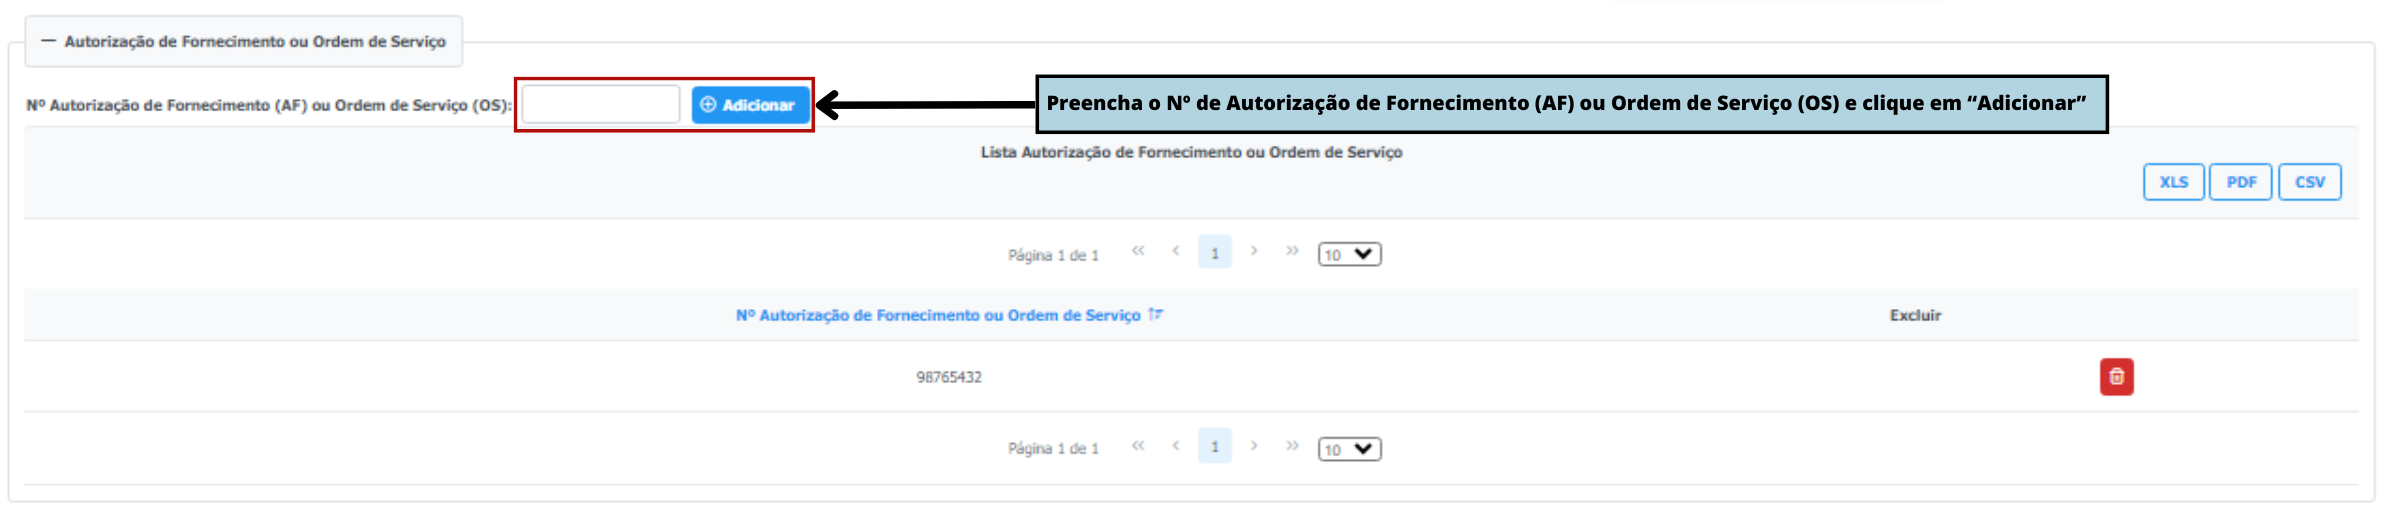 — Autorização de Fornecimento ou Ordem de Serviço
Nº Autorização de Fornecimento (AF) ou Ordem de Serviço (OS): Adicionar
Preencha o Nº de Autorização de Fornecimento (AF) ou Ordem de Serviço (OS) e clique em “Adicionar”
Lista Autorização de Fornecimento ou Ordem de Serviço
XLS PDF CSV
Página 1 de 1 « ‹ 1 › » 10
Nº Autorização de Fornecimento ou Ordem de Serviço Excluir
98765432
Página 1 de 1 « ‹ 1 › » 10